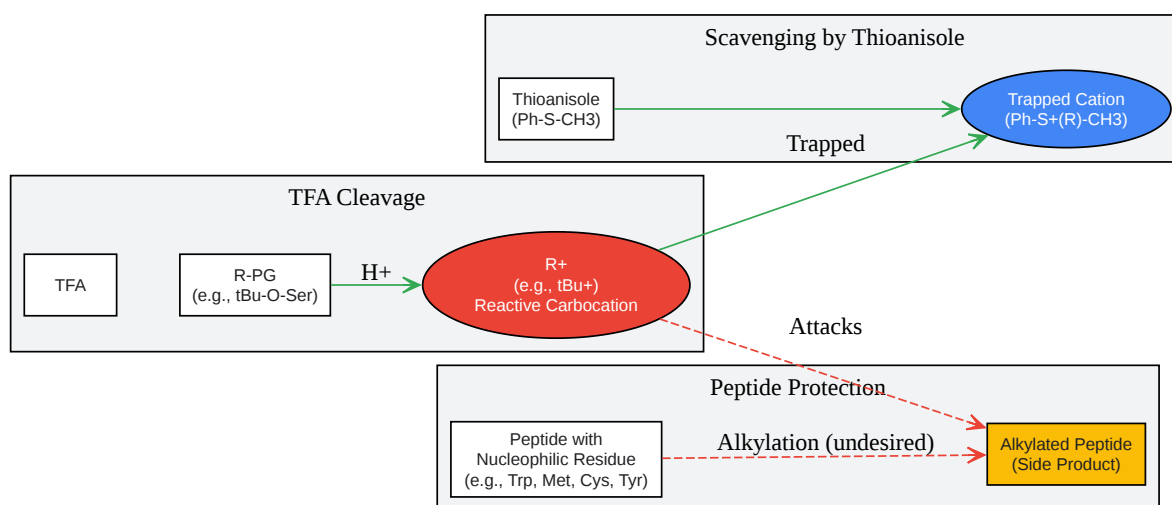 Scavenging by Thioanisole
Thioanisole
(Ph-S-CH3)
Trapped Cation
(Ph-S+(R)-CH3)
Trapped
TFA Cleavage
TFA
R-PG
(e.g., tBu-O-Ser)
H+
R+
(e.g., tBu+)
Reactive Carbocation
Attacks
Peptide Protection
Peptide with
Nucleophilic Residue
(e.g., Trp, Met, Cys, Tyr)
Alkylation (undesired)
Alkylated Peptide
(Side Product)